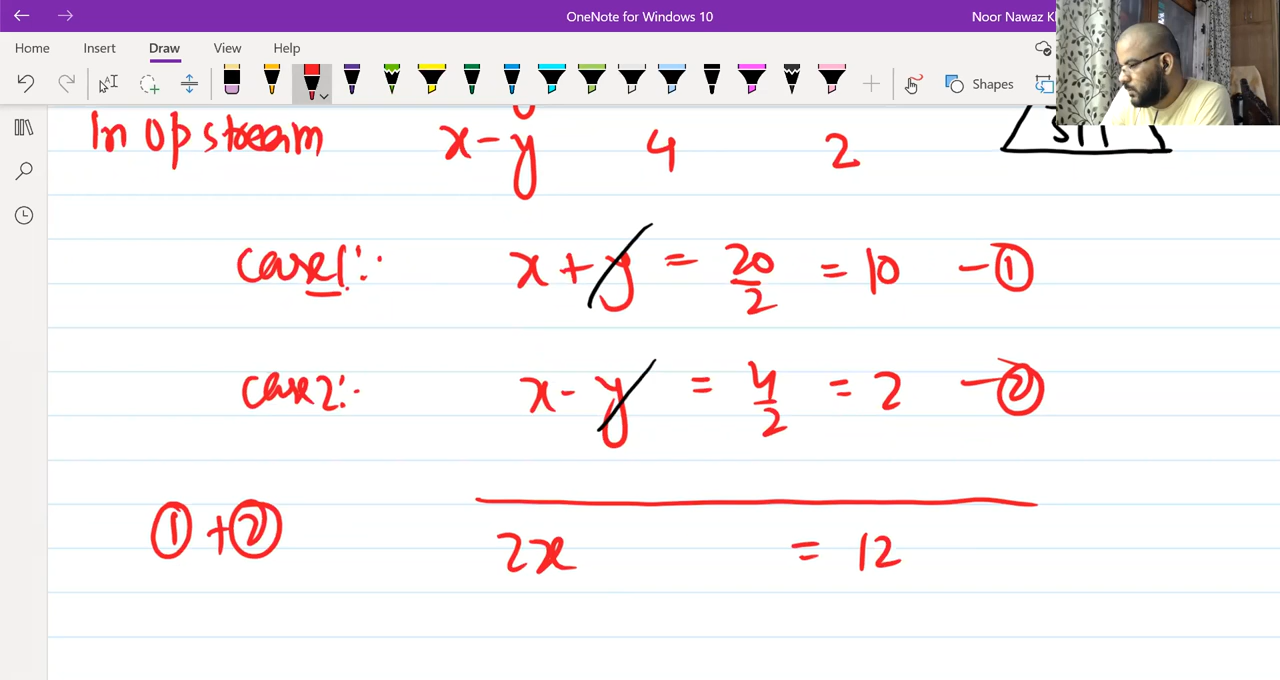 OneNote for Windows 10
Noor Nawaz K
Home Insert Draw View Help
Shapes
In Upstream x-y 4 2
Case1:- x+y = 20/2 = 10 -①
Case2:- x-y = 4/2 = 2 -②
①+② 2x = 12